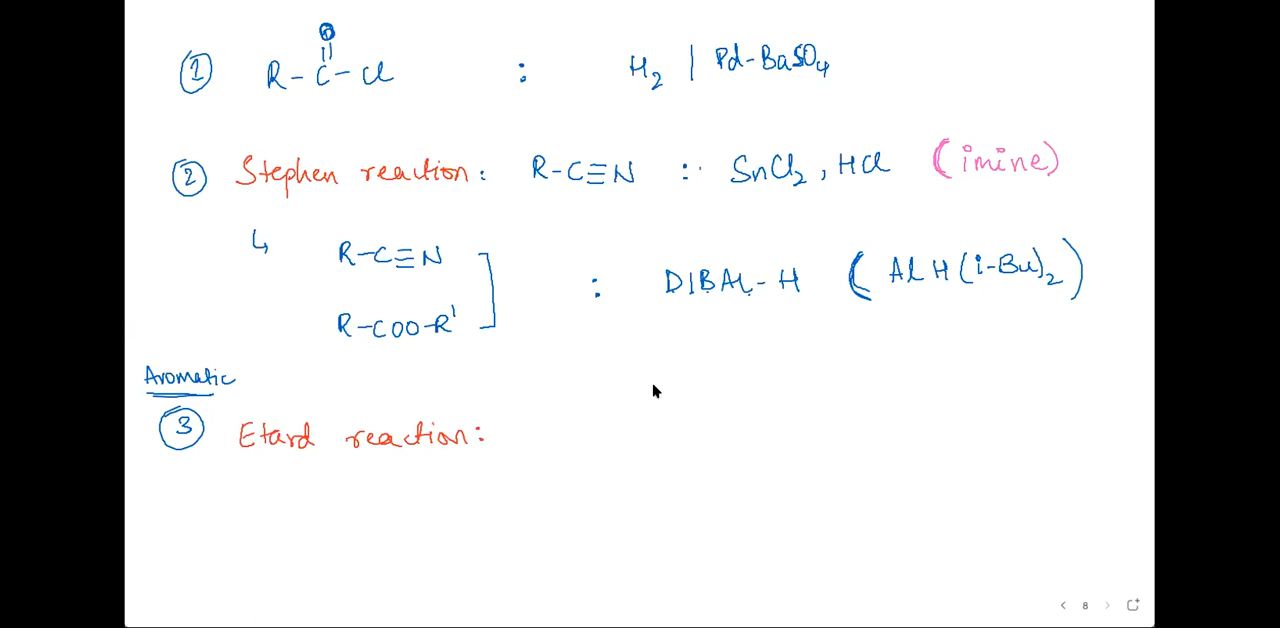 O
① R-C-Cl : H₂ | Pd-BaSO₄
② Stephen reaction: R-C≡N : SnCl₂, HCl (imine)
↳ R-C≡N
: DIBAL-H (AlH(i-Bu)₂)
R-COO-R'
Aromatic
③ Etard reaction:
8